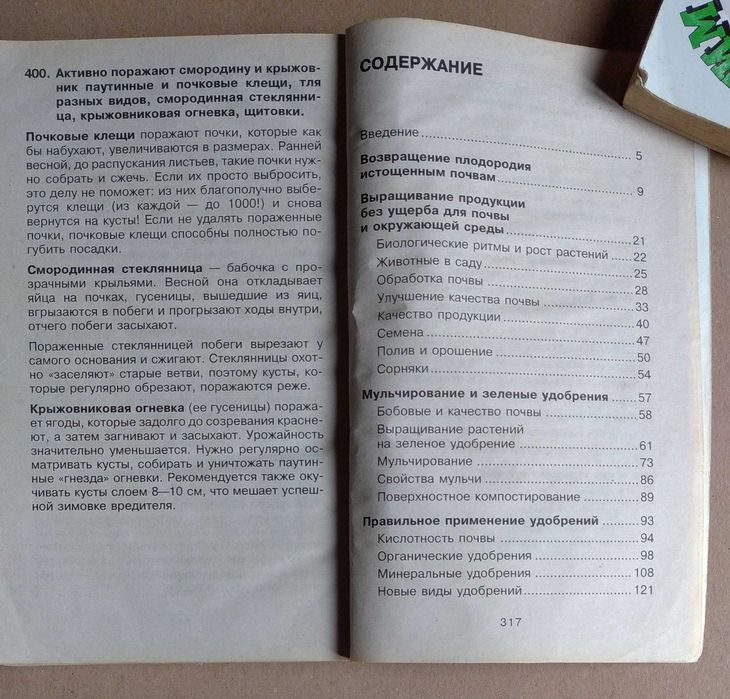 400. Активно поражают смородину и крыжов-
ник паутинные и почковые клещи, тля
разных видов, смородинная стеклянни-
ца, крыжовниковая огневка, щитовки.
Почковые клещи поражают почки, которые как
бы набухают, увеличиваются в размерах. Ранней
весной, до распускания листьев, такие почки нуж-
но собрать и сжечь. Если их просто выбросить,
это делу не поможет: из них благополучно выбе-
рутся клещи (из каждой — до 1000!) и снова
вернутся на кусты! Если не удалять пораженные
почки, почковые клещи способны полностью по-
губить посадки.
Смородинная стеклянница — бабочка с про-
зрачными крыльями. Весной она откладывает
яйца на почках, гусеницы, вышедшие из яиц,
вгрызаются в побеги и прогрызают ходы внутри,
отчего побеги засыхают.
Пораженные стеклянницей побеги вырезают у
самого основания и сжигают. Стеклянницы охот-
но «заселяют» старые ветви, поэтому кусты, ко-
торые регулярно обрезают, поражаются реже.
Крыжовниковая огневка (ее гусеницы) поража-
ет ягоды, которые задолго до созревания красне-
ют, а затем загнивают и засыхают. Урожайность
значительно уменьшается. Нужно регулярно ос-
матривать кусты, собирать и уничтожать паутин-
ные «гнезда» огневки. Рекомендуется также оку-
чивать кусты слоем 8—10 см, что мешает успеш-
ной зимовке вредителя.
СОДЕРЖАНИЕ
Введение 5
Возвращение плодородия
истощенным почвам 9
Выращивание продукции
без ущерба для почвы
и окружающей среды 21
Биологические ритмы и рост растений 22
Животные в саду 25
Обработка почвы 28
Улучшение качества почвы 33
Качество продукции 40
Семена 47
Полив и орошение 50
Сорняки 54
Мульчирование и зеленые удобрения 57
Бобовые и качество почвы 58
Выращивание растений
на зеленое удобрение 61
Мульчирование 73
Свойства мульчи 86
Поверхностное компостирование 89
Правильное применение удобрений 93
Кислотность почвы 94
Органические удобрения 98
Минеральные удобрения 108
Новые виды удобрений 121
317